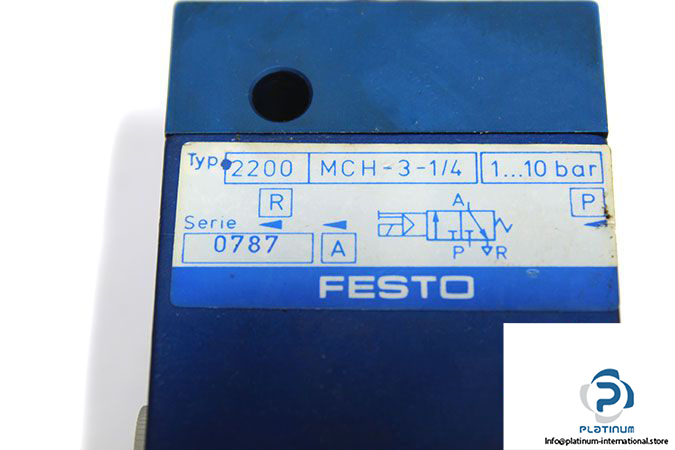 Typ 2200 MCH-3-1/4 1...10 bar
R P
Serie A
0787 A P R
FESTO
PLATINUM
Info@platinum-international.store